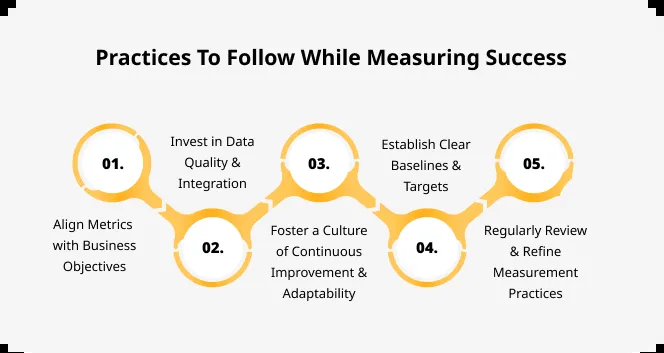 Practices To Follow While Measuring Success
01.
Align Metrics
with Business
Objectives
Invest in Data
Quality &
Integration
02.
03.
Foster a Culture
of Continuous
Improvement &
Adaptability
Establish Clear
Baselines &
Targets
04.
05.
Regularly Review
& Refine
Measurement
Practices